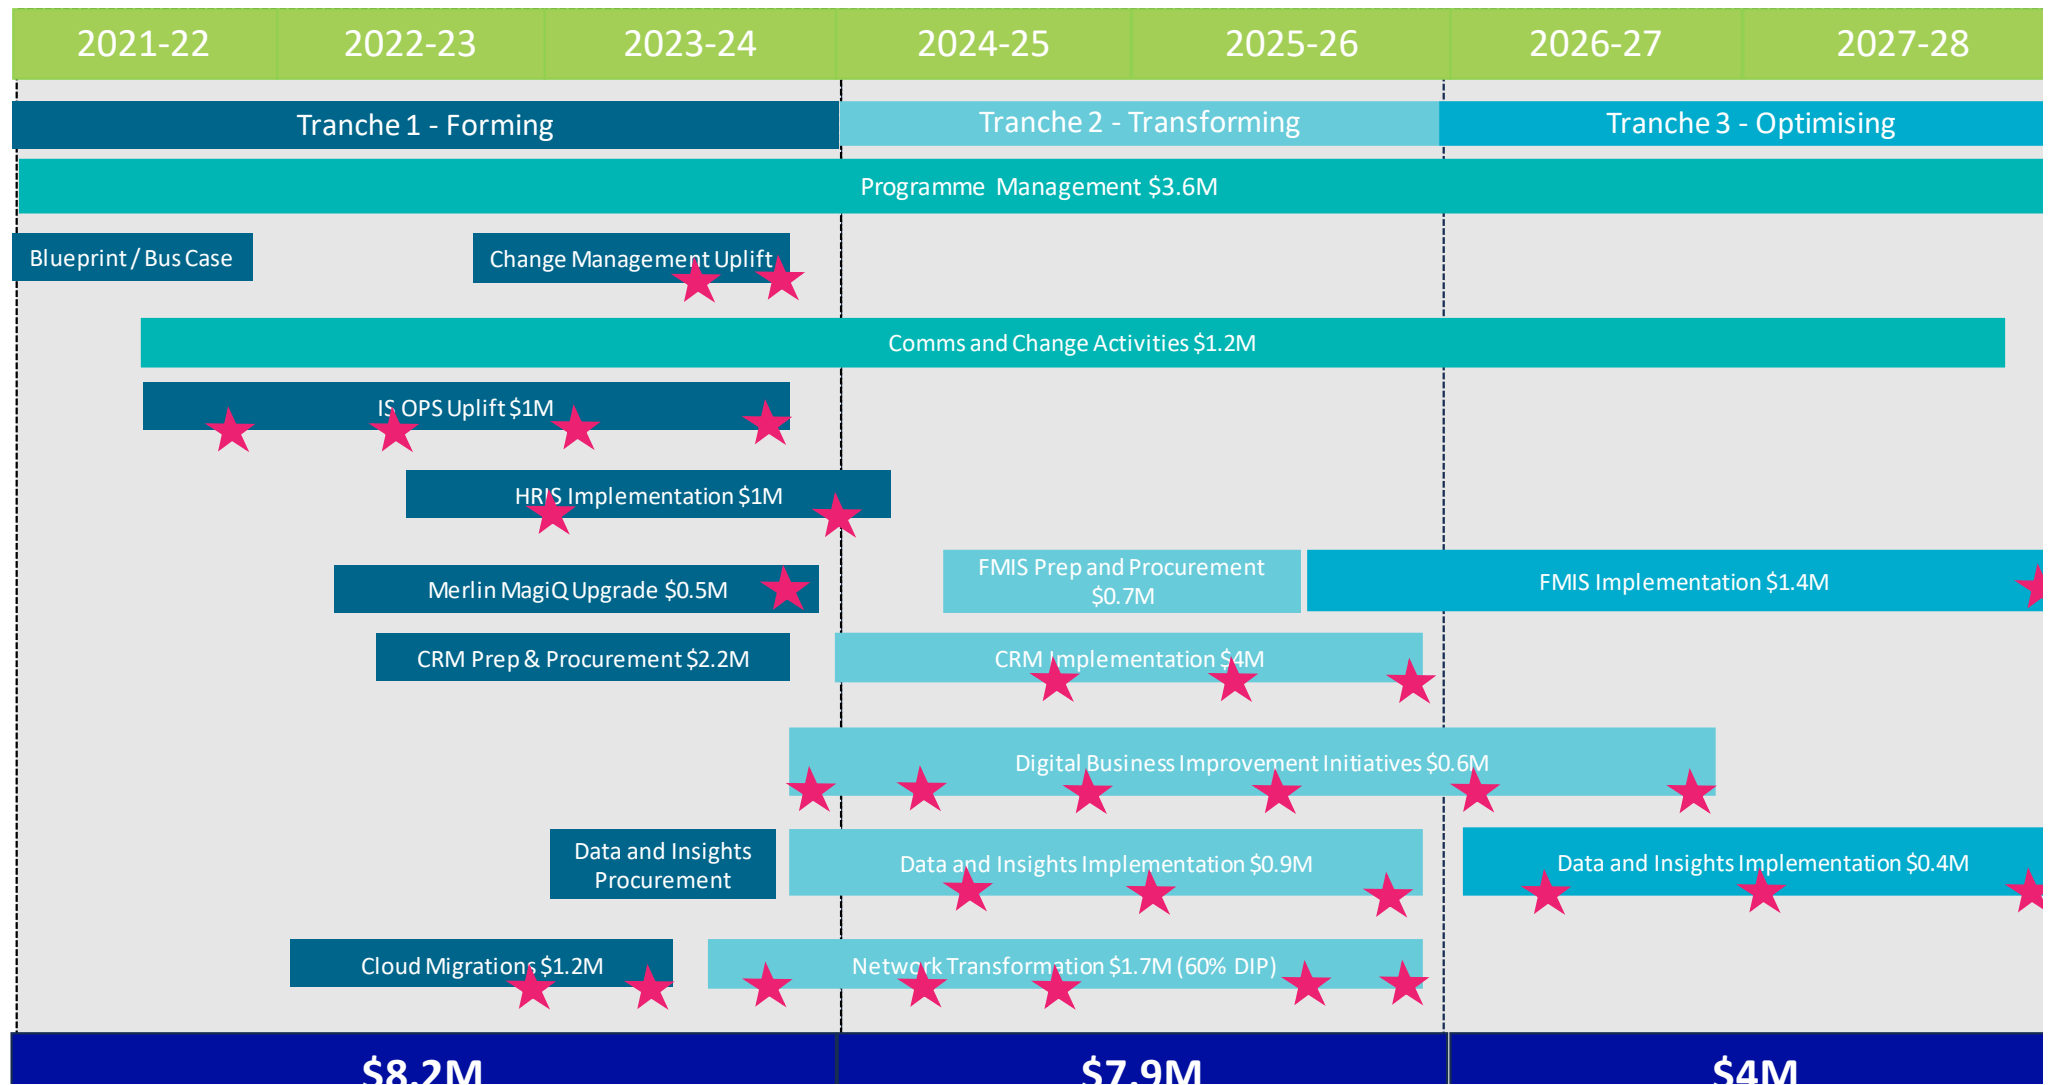 2021-22 2022-23 2023-24 2024-25 2025-26 2026-27 2027-28
Tranche 1 - Forming Tranche 2 - Transforming Tranche 3 - Optimising
Programme Management $3.6M
Blueprint / Bus Case Change Management Uplift
Comms and Change Activities $1.2M
IS OPS Uplift $1M
HRIS Implementation $1M
Merlin MagiQ Upgrade $0.5M
FMIS Prep and Procurement
$0.7M
FMIS Implementation $1.4M
CRM Prep & Procurement $2.2M CRM Implementation $4M
Digital Business Improvement Initiatives $0.6M
Data and Insights
Procurement
Data and Insights Implementation $0.9M Data and Insights Implementation $0.4M
Cloud Migrations $1.2M Network Transformation $1.7M (60% DIP)
$8.2M $7.9M $4M